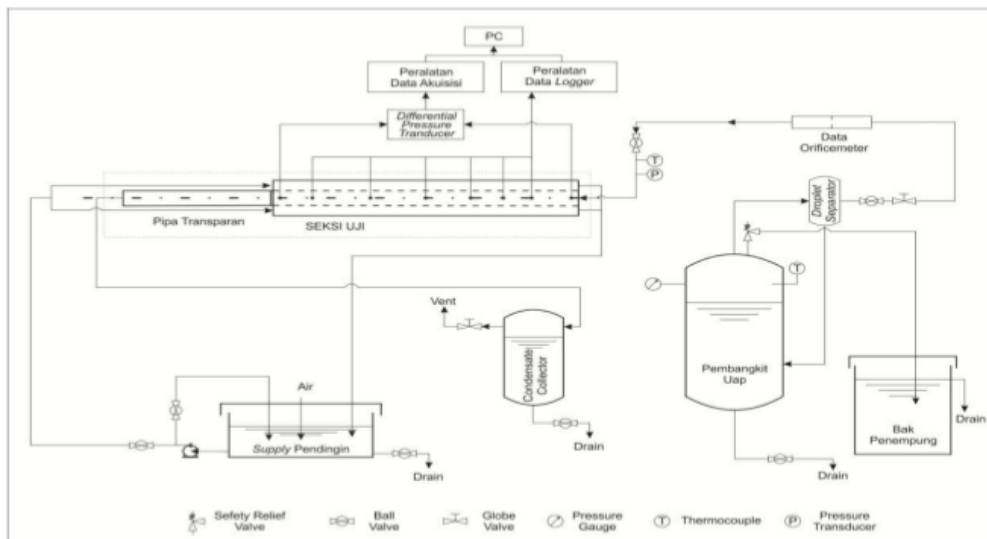 PC
Peralatan
Data Akuisisi
Peralatan
Data Logger
Differential
Pressure
Tranducer
Data
Orificemeter
T
P
Droplet
Separator
Pipa Transparan
SEKSI UJI
T
Vent
Condensate
Collector
Pembangkit
Uap
Air
Supply Pendingin
Bak
Penempung
Drain
Drain
Drain
Drain
Sefety Relief
Valve
Ball
Valve
Globe
Valve
Pressure
Gauge
T
Thermocouple
P
Pressure
Transducer